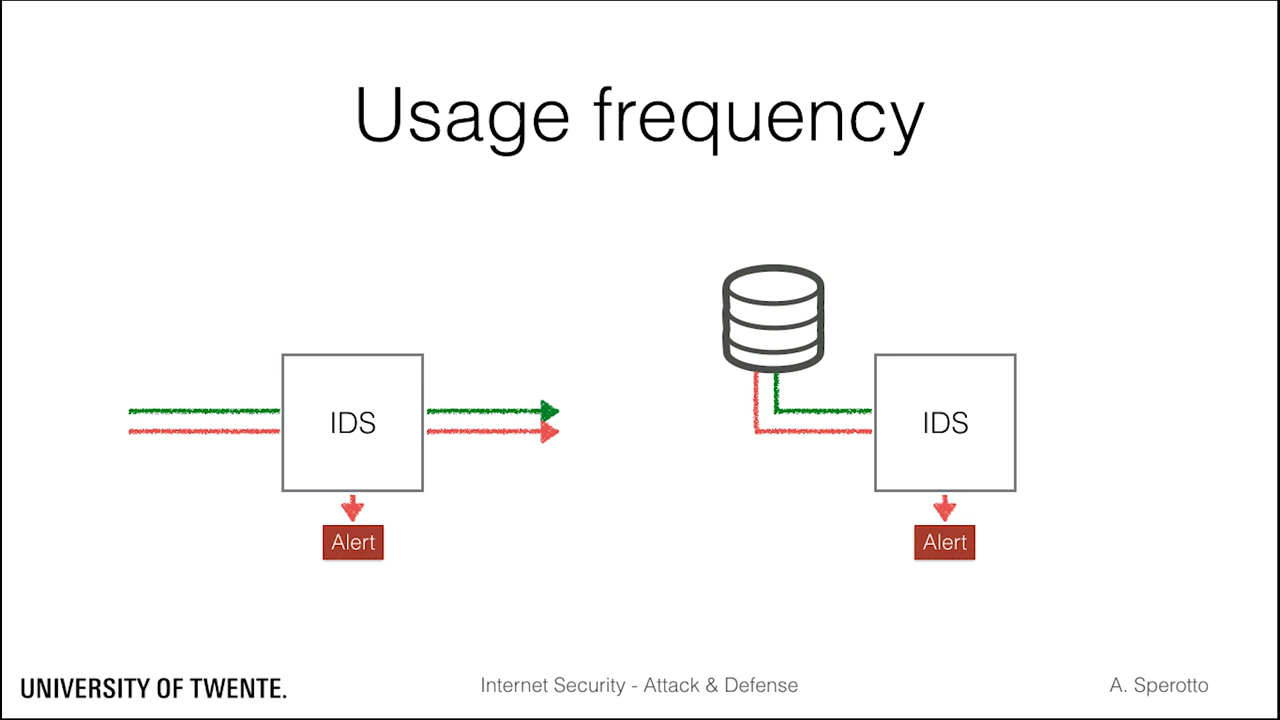 Usage frequency
IDS
IDS
Alert
Alert
UNIVERSITY OF TWENTE.
Internet Security - Attack & Defense
A. Sperotto